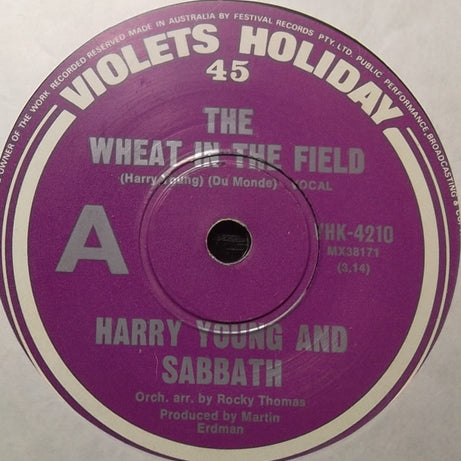 OWNER OF THE WORK RECORDED RESERVED MADE IN AUSTRALIA BY FESTIVAL RECORDS PTY. LTD. PUBLIC PERFORMANCE, BROADCASTING &
VIOLETS HOLIDAY
45
THE
WHEAT IN THE FIELD
(Harry Young) (Du Monde) VOCAL
A
VHK-4210
MX38171
(3.14)
HARRY YOUNG AND
SABBATH
Orch. arr. by Rocky Thomas
Produced by Martin
Erdman